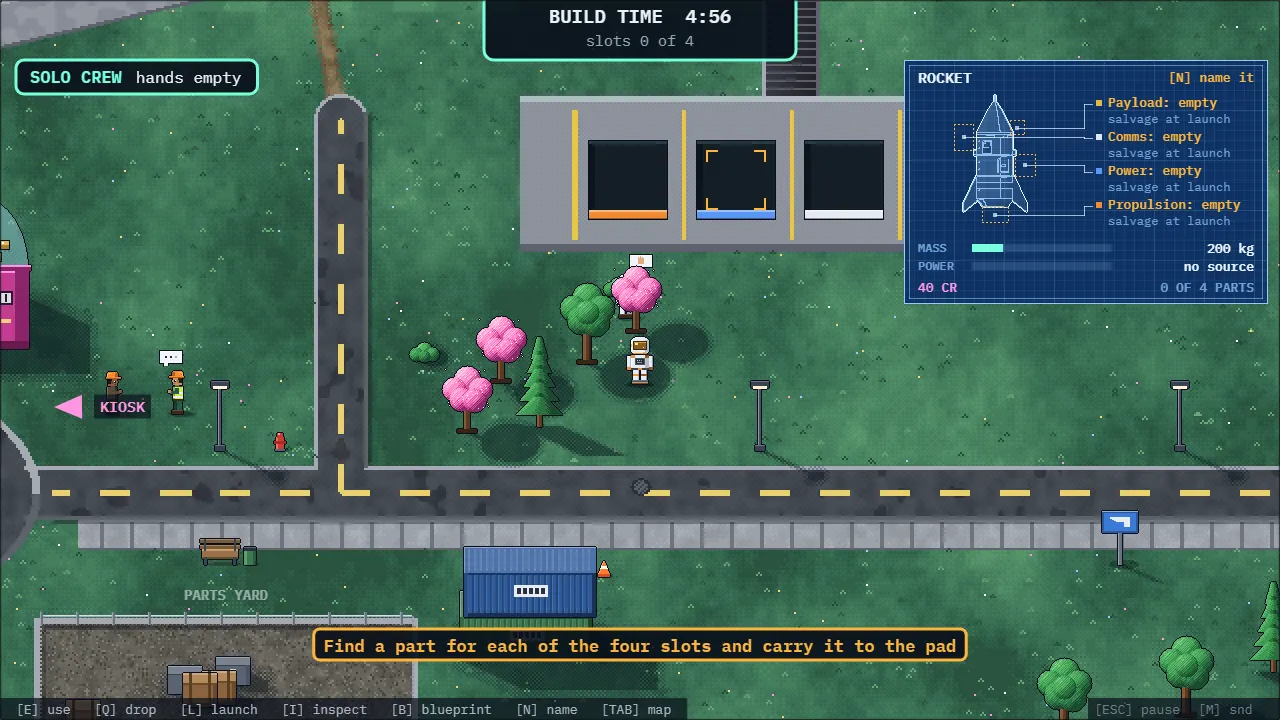 BUILD TIME 4:56
slots 0 of 4
SOLO CREW hands empty
ROCKET [N] name it
Payload: empty
salvage at launch
Comms: empty
salvage at launch
Power: empty
salvage at launch
Propulsion: empty
salvage at launch
MASS 200 kg
POWER no source
40 CR 0 OF 4 PARTS
KIOSK
PARTS YARD
Find a part for each of the four slots and carry it to the pad
[E] use [Q] drop [L] launch [I] inspect [B] blueprint [N] name [TAB] map [ESC] pause [M] snd